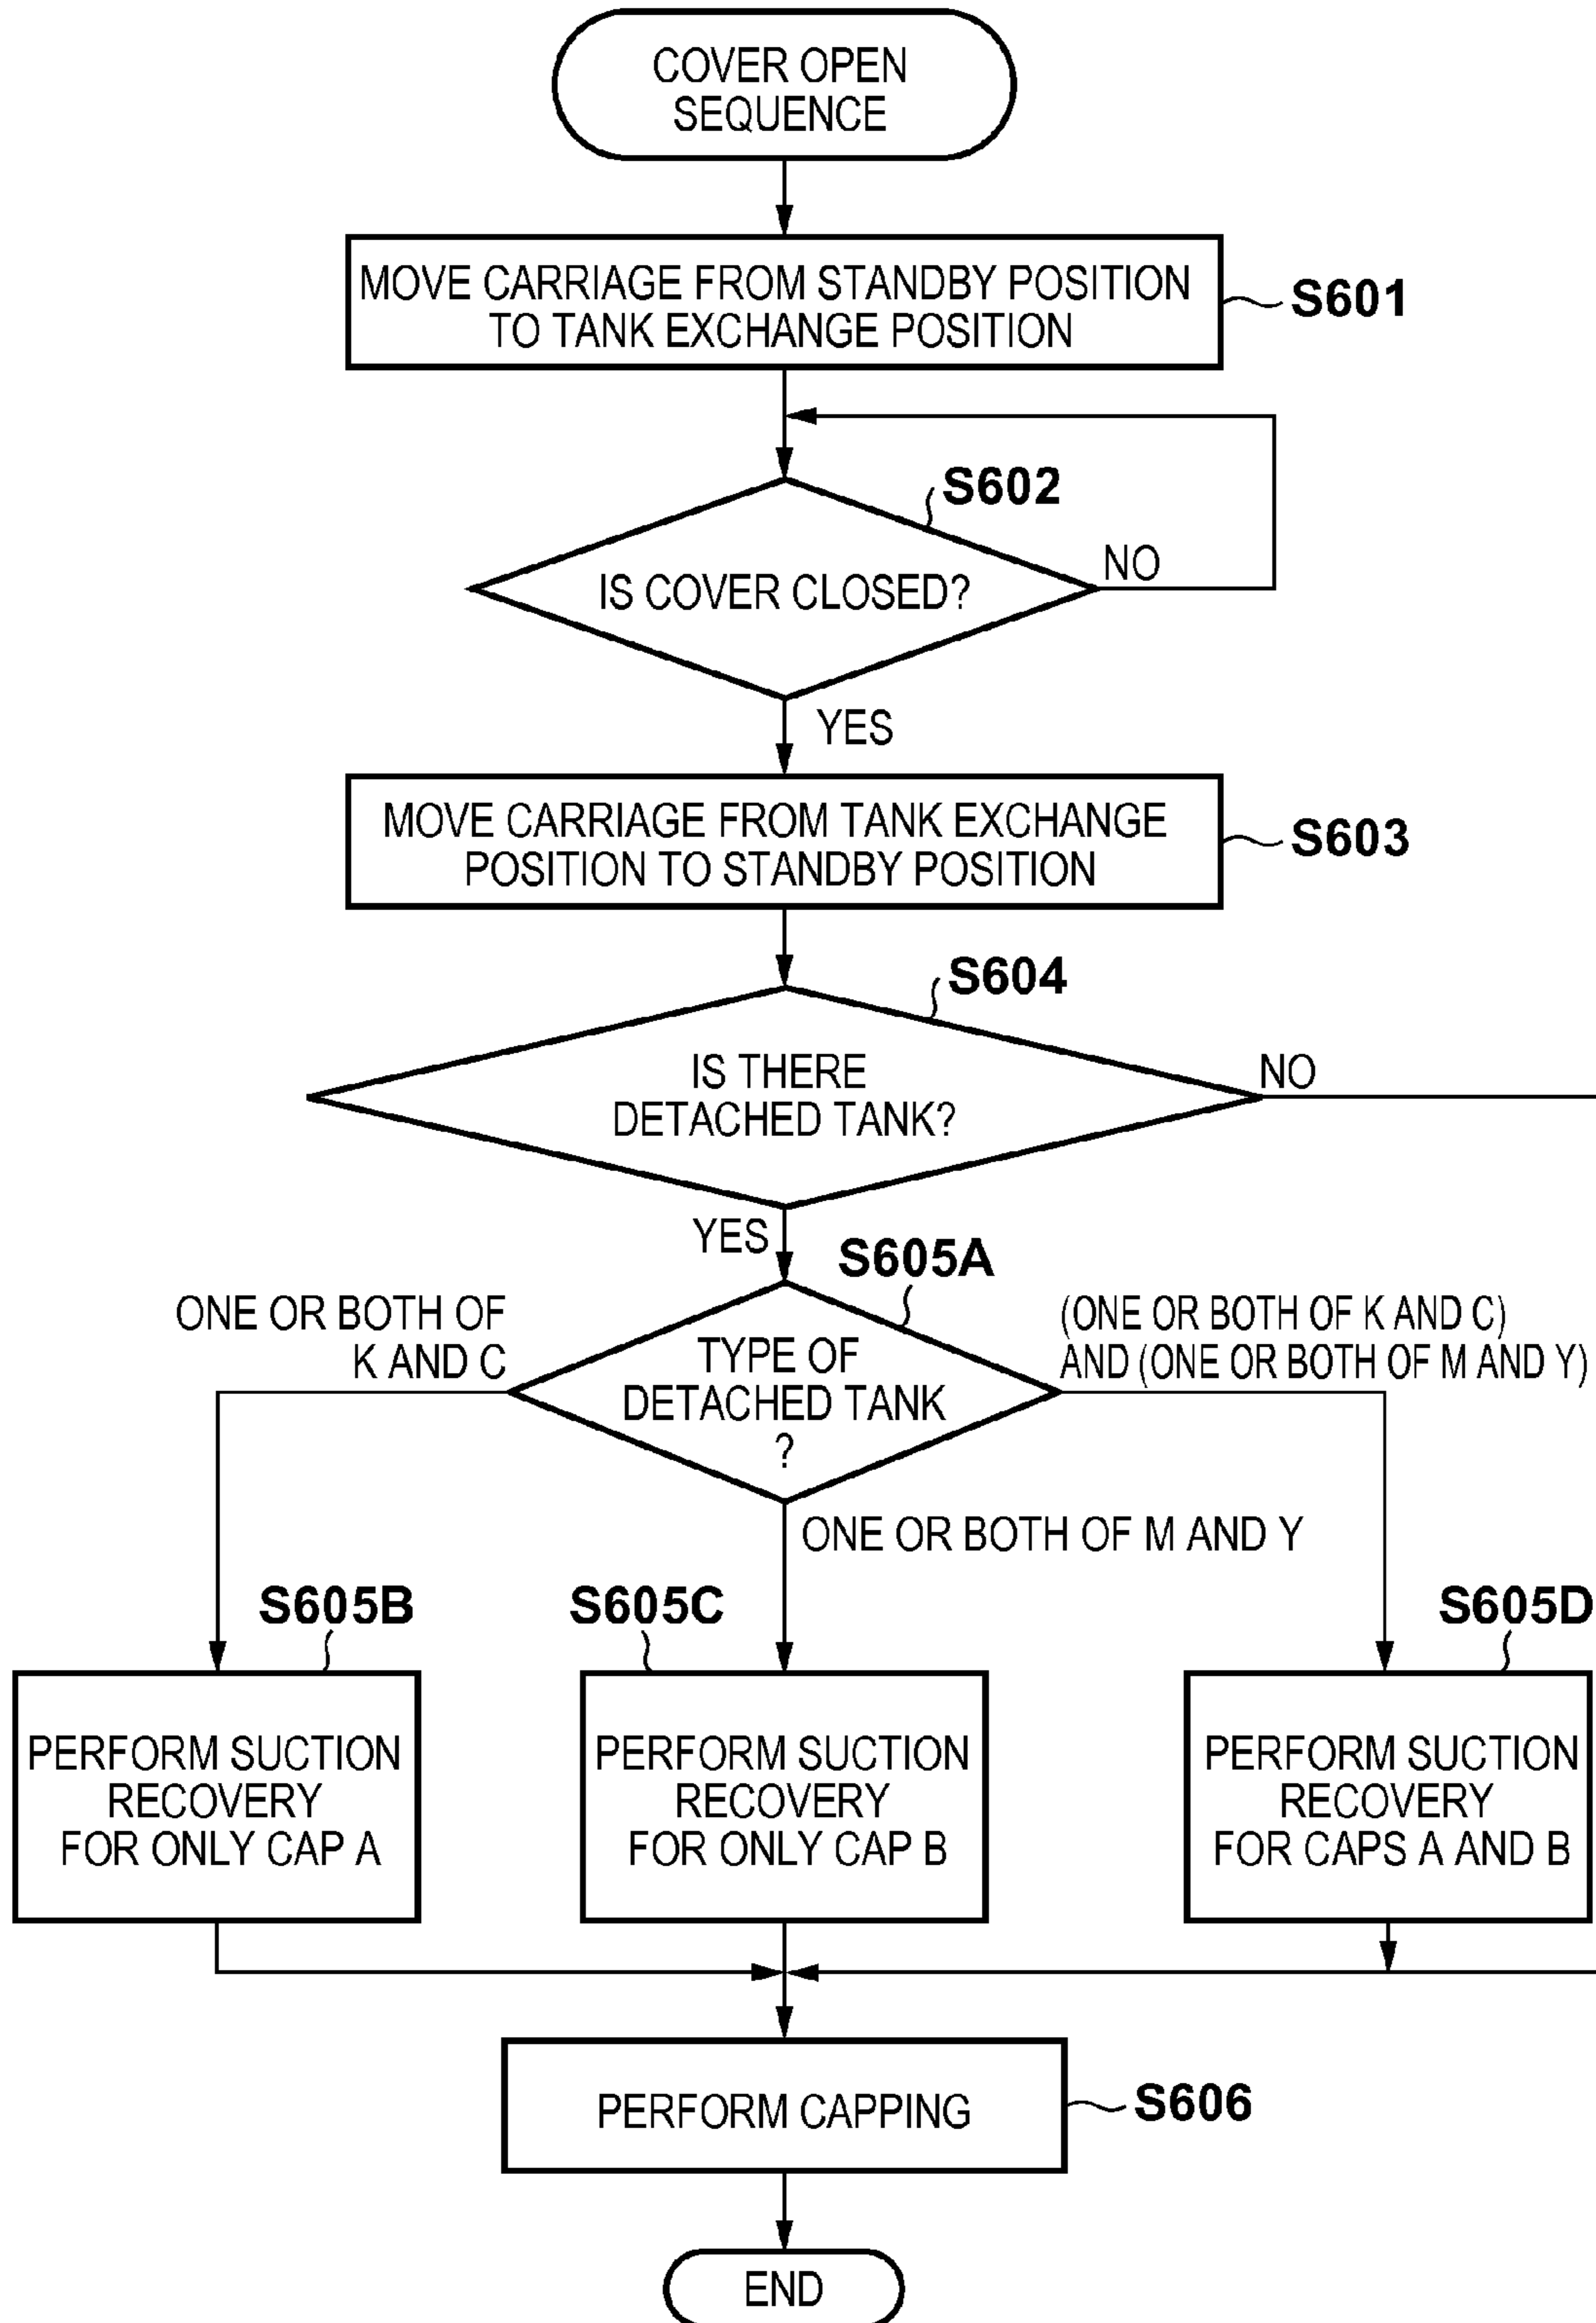 COVER OPEN
SEQUENCE
MOVE CARRIAGE FROM STANDBY POSITION
TO TANK EXCHANGE POSITION
S601
S602
IS COVER CLOSED?
NO
YES
MOVE CARRIAGE FROM TANK EXCHANGE
POSITION TO STANDBY POSITION
S603
S604
IS THERE
DETACHED TANK?
NO
YES
S605A
ONE OR BOTH OF
K AND C
TYPE OF
DETACHED TANK
?
(ONE OR BOTH OF K AND C)
AND (ONE OR BOTH OF M AND Y)
ONE OR BOTH OF M AND Y
S605B
S605C
S605D
PERFORM SUCTION
RECOVERY
FOR ONLY CAP A
PERFORM SUCTION
RECOVERY
FOR ONLY CAP B
PERFORM SUCTION
RECOVERY
FOR CAPS A AND B
PERFORM CAPPING
S606
END